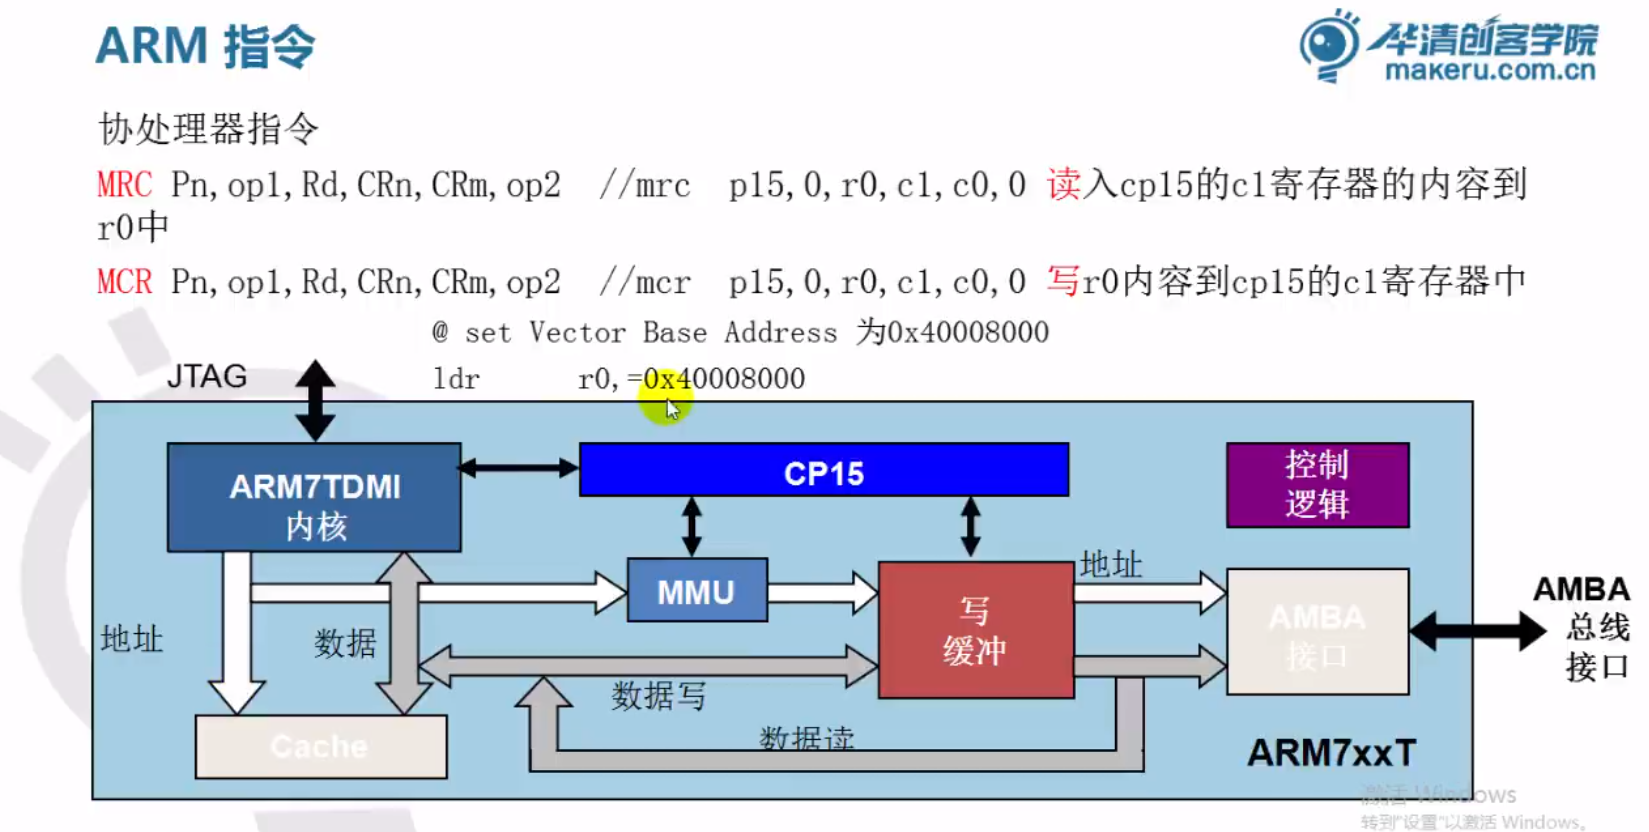 ARM 指令
华清创客学院
makeru.com.cn
协处理器指令
MRC Pn,op1,Rd,CRn,CRm,op2 //mrc p15,0,r0,c1,c0,0 读入cp15的c1寄存器的内容到
r0中
MCR Pn,op1,Rd,CRn,CRm,op2 //mcr p15,0,r0,c1,c0,0 写r0内容到cp15的c1寄存器中
@ set Vector Base Address 为0x40008000
ldr r0,=0x40008000
JTAG
ARM7TDMI
内核
CP15
控制
逻辑
MMU
写
缓冲
地址
AMBA
接口
AMBA
总线
接口
地址
数据
数据写
数据读
Cache
ARM7xxT
激活 Windows
转到"设置"以激活 Windows。